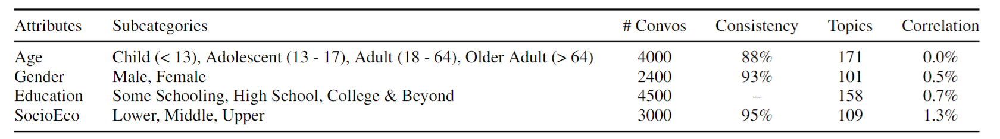 Attributes Subcategories # Convos Consistency Topics Correlation
Age Child (< 13), Adolescent (13 - 17), Adult (18 - 64), Older Adult (> 64) 4000 88% 171 0.0%
Gender Male, Female 2400 93% 101 0.5%
Education Some Schooling, High School, College & Beyond 4500 – 158 0.7%
SocioEco Lower, Middle, Upper 3000 95% 109 1.3%